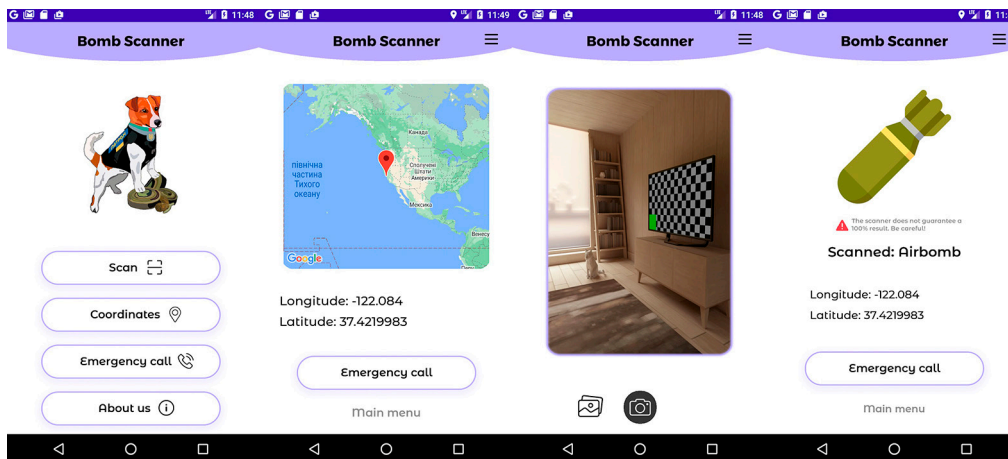 11:48
Bomb Scanner
Scan
Coordinates
Emergency call
About us
11:49
Bomb Scanner
Канада
північна
частина
Тихого
океану
Сполучені
Штати
Америки
Мексика
Google
Longitude: -122.084
Latitude: 37.4219983
Emergency call
Main menu
11:48
Bomb Scanner
Bomb Scanner
The scanner does not guarantee a
100% result. Be careful!
Scanned: Airbomb
Longitude: -122.084
Latitude: 37.4219983
Emergency call
Main menu